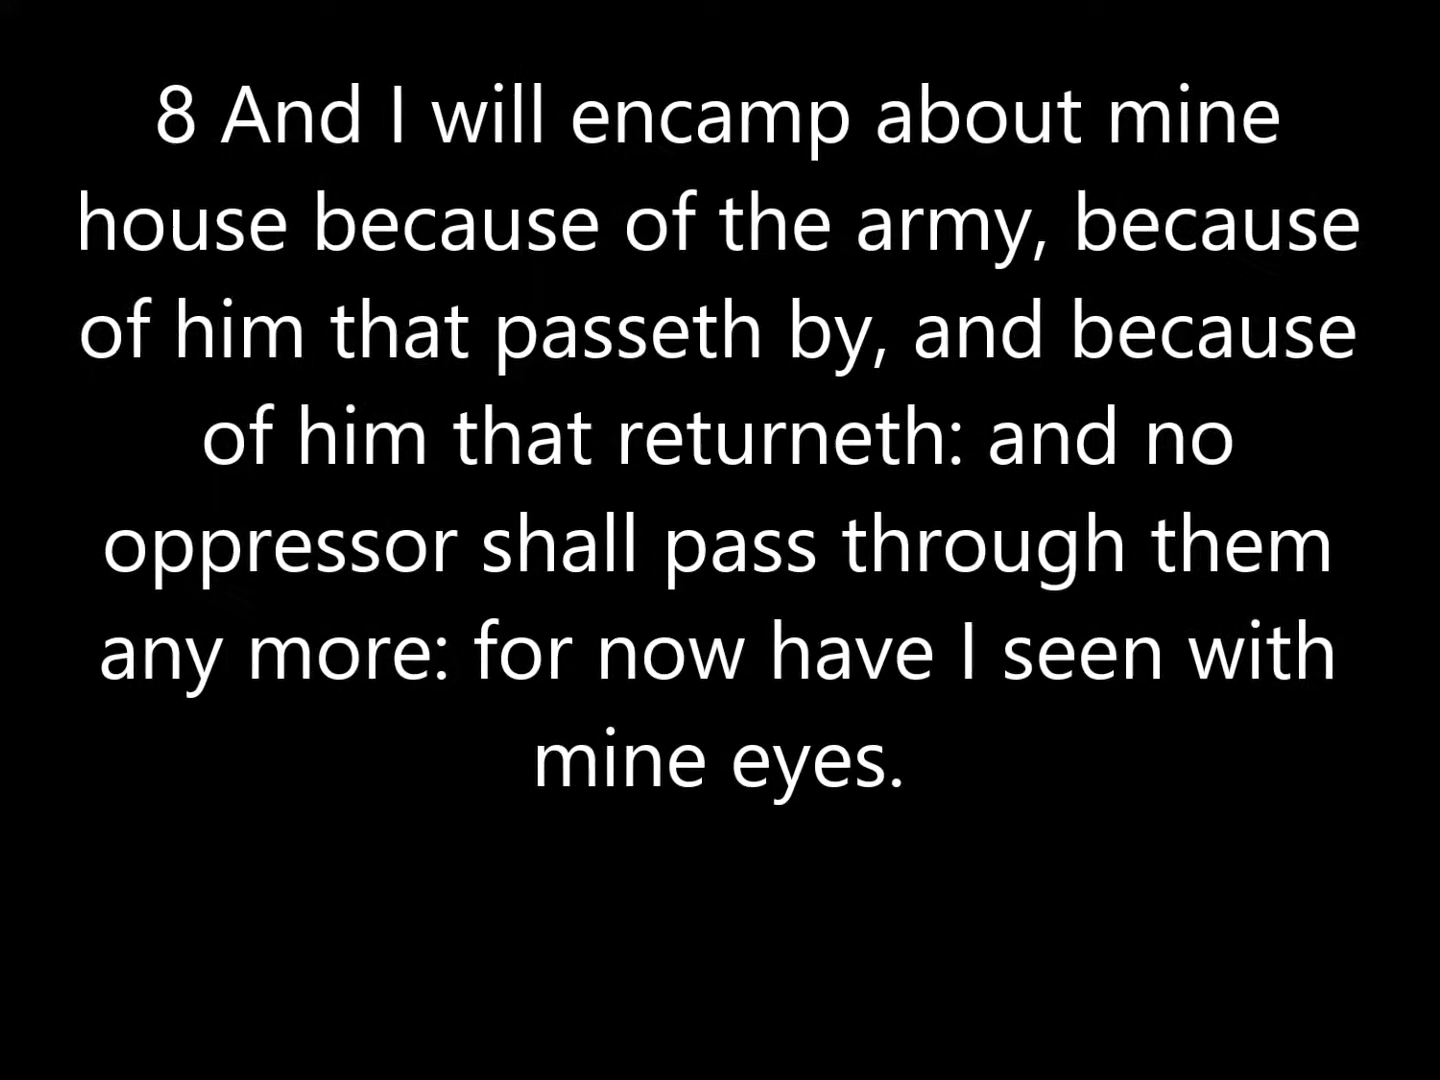 8 And I will encamp about mine
house because of the army, because
of him that passeth by, and because
of him that returneth: and no
oppressor shall pass through them
any more: for now have I seen with
mine eyes.